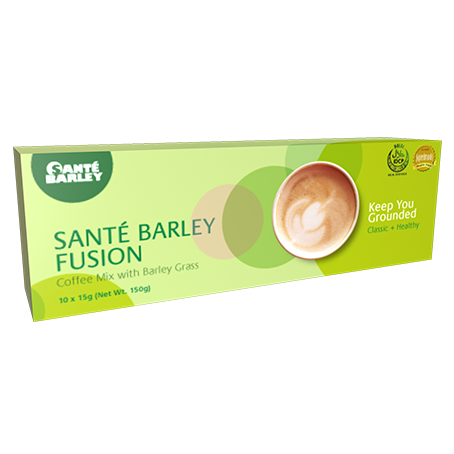 SANTÉ
BARLEY
SANTÉ BARLEY
FUSION
Coffee Mix with Barley Grass
10 x 15g (Net Wt. 150g)
Keep You
Grounded
Classic + Healthy
IDCP